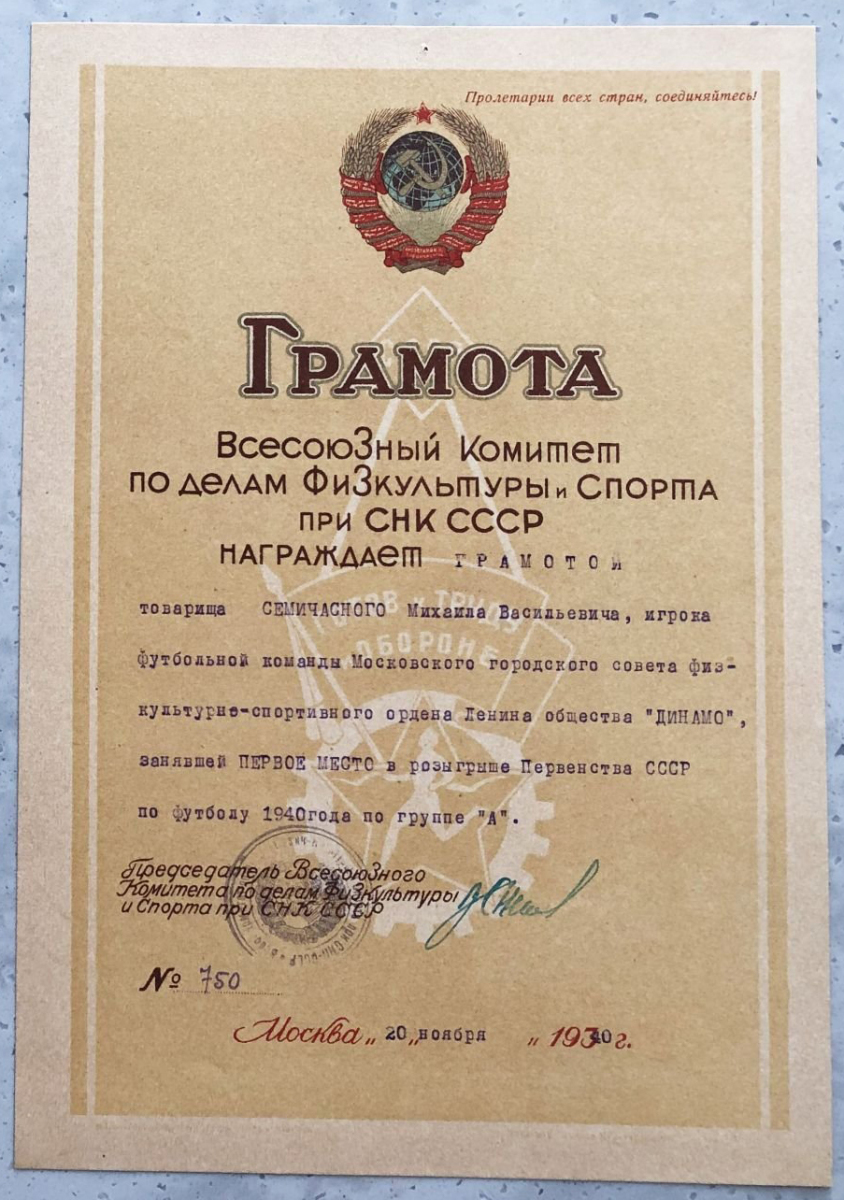 Пролетарии всех стран, соединяйтесь!
ГРАМОТА
ВсесоюЗный Комитет
по делам ФиЗкультуры и Спорта
при СНК СССР
награждает ГРАМОТОЙ
ГОТОВ К ТРУДУ
И ОБОРОНЕ
товарища СЕМИЧАСНОГО Михаила Васильевича, игрока
футбольной команды Московского городского совета физ-
культурно-спортивного ордена Ленина общества "ДИНАМО",
занявшей ПЕРВОЕ МЕСТО в розыгрыше Первенства СССР
по футболу 1940года по группе "А".
Председатель ВсесоюЗного
Комитета по делам ФиЗкультуры
и Спорта при СНК СССР
№ 750
Москва „ 20 „ ноября „ 1940 г.